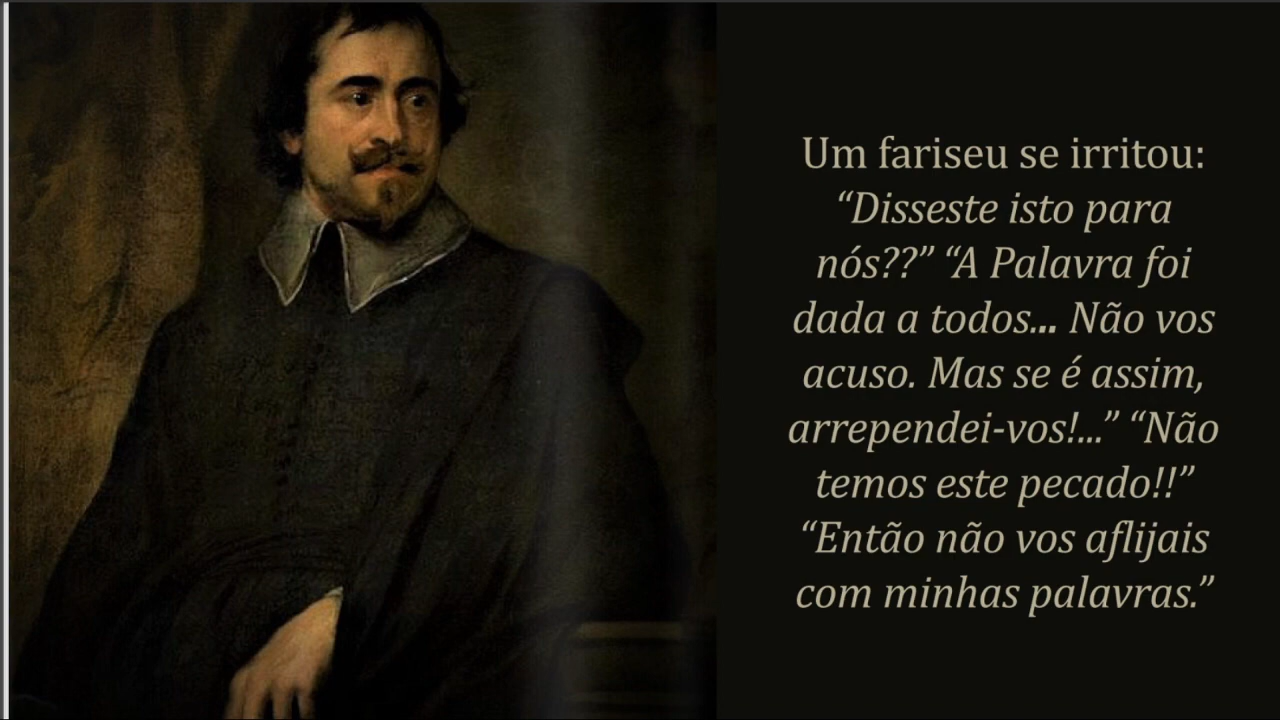 Um fariseu se irritou:
“Disseste isto para
nós??” “A Palavra foi
dada a todos... Não vos
acuso. Mas se é assim,
arrependei-vos!...” “Não
temos este pecado!!”
“Então não vos aflijais
com minhas palavras.”